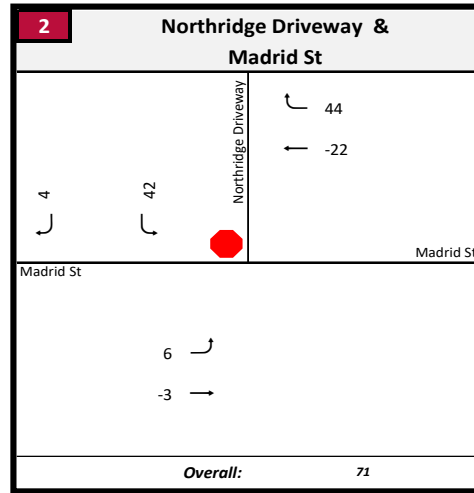 2
Northridge Driveway &
Madrid St
Northridge Driveway
44
-22
4
42
Madrid St
Madrid St
6
-3
Overall: 71